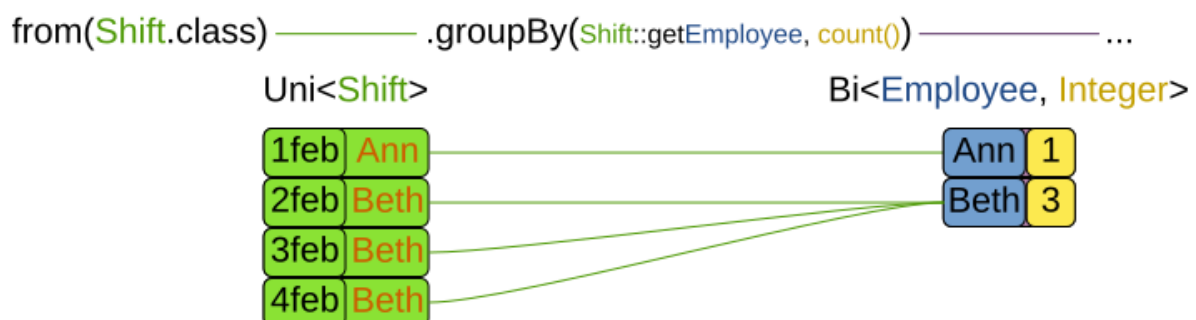 from(Shift.class) .groupBy(Shift::getEmployee, count()) ...
Uni<Shift> Bi<Employee, Integer>
1feb Ann Ann 1
2feb Beth Beth 3
3feb Beth
4feb Beth